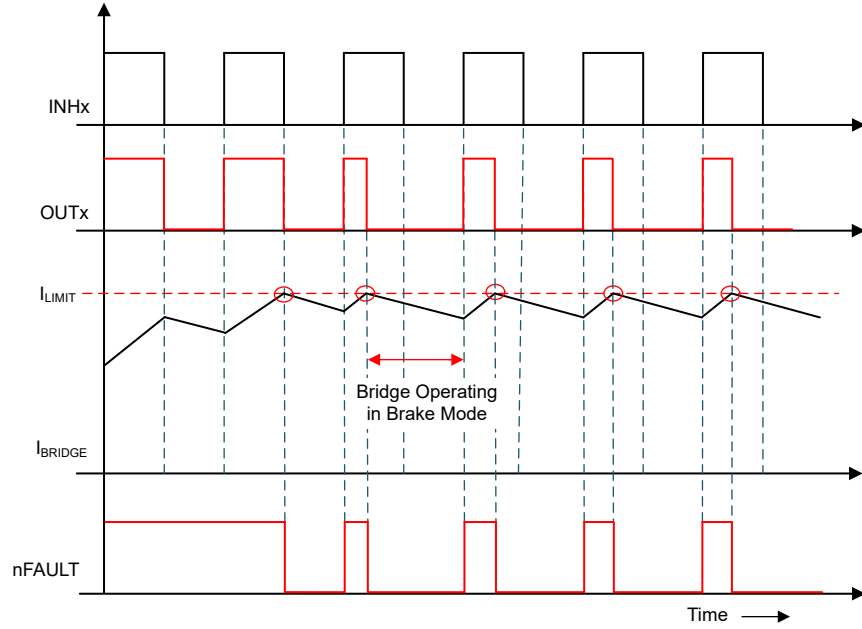 INHx
OUTx
ILIMIT
Bridge Operating
in Brake Mode
IBRIDGE
nFAULT
Time